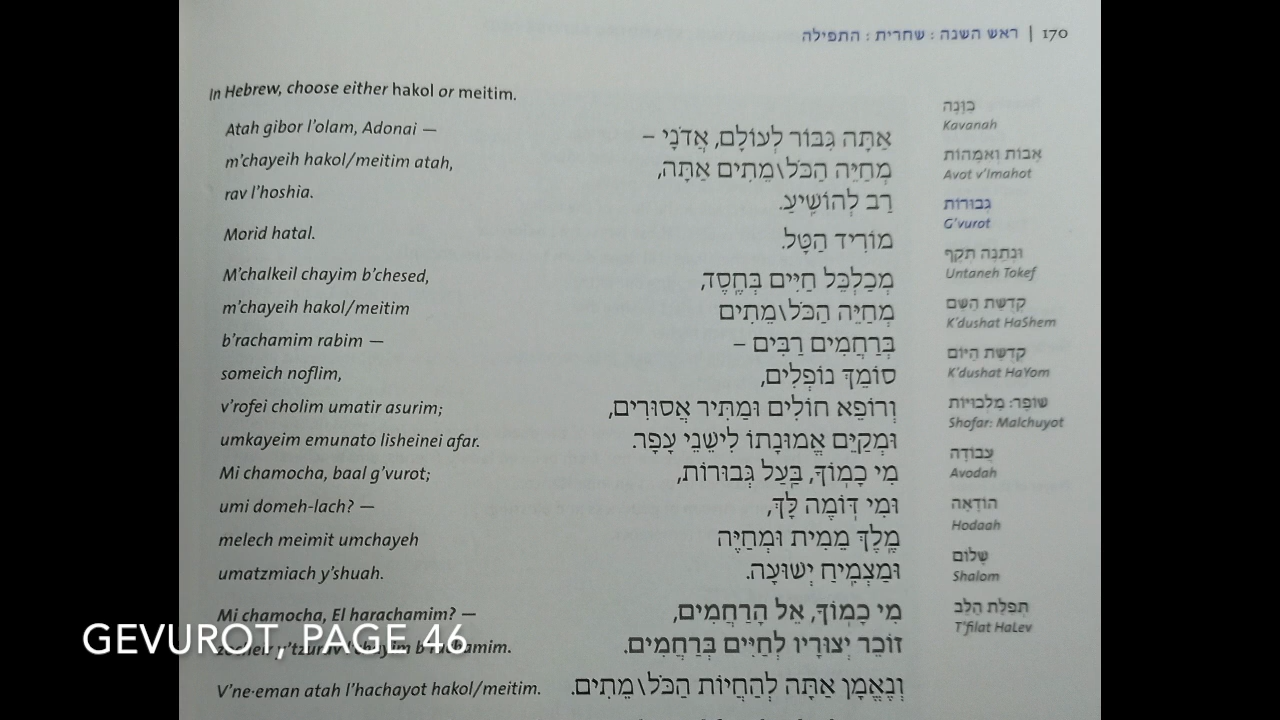 170 | ראש השנה : שחרית : התפילה
In Hebrew, choose either hakol or meitim.
Atah gibor l'olam, Adonai —
m'chayeih hakol/meitim atah,
rav l'hoshia.
Morid hatal.
M'chalkeil chayim b'chesed,
m'chayeih hakol/meitim
b'rachamim rabim —
someich noflim,
v'rofei cholim umatir asurim;
umkayeim emunato lisheinei afar.
Mi chamocha, baal g'vurot;
umi domeh-lach? —
melech meimit umchayeh
umatzmiach y'shuah.
Mi chamocha, El harachamim? —
zocheir y'tzurav l'chayim b'rachamim.
V'ne·eman atah l'hachayot hakol/meitim.
אַתָּה גִּבּוֹר לְעוֹלָם, אֲדֹנָי –
מְחַיֵּה הַכֹּל\מֵתִים אַתָּה,
רַב לְהוֹשִֽׁיעַ.
מוֹרִיד הַטָּל.
מְכַלְכֵּל חַיִּים בְּחֶֽסֶד,
מְחַיֵּה הַכֹּל\מֵתִים
בְּרַחֲמִים רַבִּים –
סוֹמֵךְ נוֹפְלִים,
וְרוֹפֵא חוֹלִים וּמַתִּיר אֲסוּרִים,
וּמְקַיֵּם אֱמוּנָתוֹ לִישֵׁנֵי עָפָר.
מִי כָמֽוֹךָ, בַּֽעַל גְּבוּרוֹת,
וּמִי דּֽוֹמֶה לָּךְ,
מֶֽלֶךְ מֵמִית וּמְחַיֶּה
וּמַצְמִֽיחַ יְשׁוּעָה.
מִי כָמֽוֹךָ, אֵל הָרַחֲמִים,
זוֹכֵר יְצוּרָיו לְחַיִּים בְּרַחֲמִים.
וְנֶאֱמָן אַתָּה לְהַחֲיוֹת הַכֹּל\מֵתִים.
כַּוָּנָה
Kavanah
אָבוֹת וְאִמָּהוֹת
Avot v'Imahot
גְּבוּרוֹת
G'vurot
וּנְתַנֶּה תֹּקֶף
Untaneh Tokef
קְדֻשַּׁת הַשֵּׁם
K'dushat HaShem
קְדֻשַּׁת הַיּוֹם
K'dushat HaYom
שׁוֹפָר: מַלְכֻיּוֹת
Shofar: Malchuyot
עֲבוֹדָה
Avodah
הוֹדָאָה
Hodaah
שָׁלוֹם
Shalom
תְּפִלַּת הַלֵּב
T'filat HaLev
GEVUROT, PAGE 46